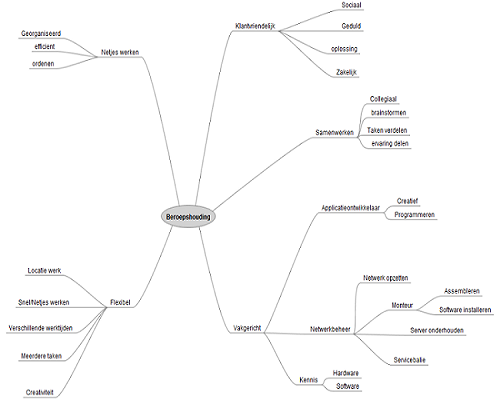 Beroepshouding
Netjes werken
Georganiseerd
efficient
ordenen
Klantvriendelijk
Sociaal
Geduld
oplossing
Zakelijk
Samenwerken
Collegiaal
brainstormen
Taken verdelen
ervaring delen
Vakgericht
Applicatieontwikkelaar
Creatief
Programmeren
Netwerkbeheer
Netwerk opzetten
Monteur
Assembleren
Software installeren
Server onderhouden
Servicebalie
Kennis
Hardware
Software
Flexibel
Locatie werk
Snel/Netjes werken
Verschillende werktijden
Meerdere taken
Creativiteit